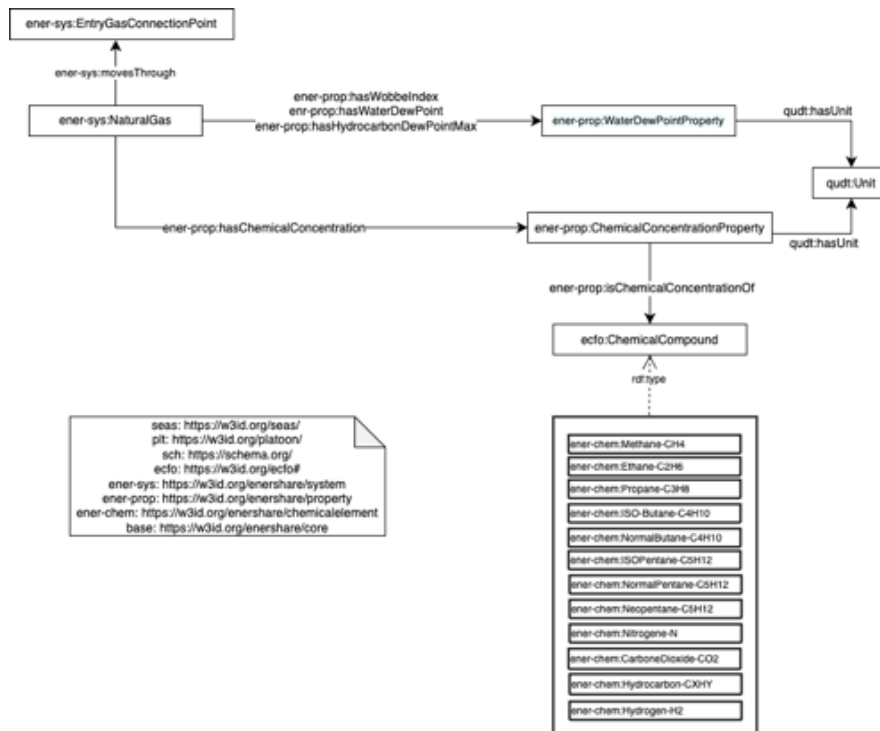 ener-sys:EntryGasConnectionPoint
ener-sys:movesThrough
ener-sys:NaturalGas
ener-prop:hasWobbeIndex
enr-prop:hasWaterDewPoint
ener-prop:hasHydrocarbonDewPointMax
ener-prop:WaterDewPointProperty
qudt:hasUnit
qudt:Unit
ener-prop:hasChemicalConcentration
ener-prop:ChemicalConcentrationProperty
qudt:hasUnit
ener-prop:isChemicalConcentrationOf
ecfo:ChemicalCompound
rdf:type
seas: https://w3id.org/seas/
plt: https://w3id.org/platoon/
sch: https://schema.org/
ecfo: https://w3id.org/ecfo#
ener-sys: https://w3id.org/enershare/system
ener-prop: https://w3id.org/enershare/property
ener-chem: https://w3id.org/enershare/chemicalelement
base: https://w3id.org/enershare/core
ener-chem:Methane-CH4
ener-chem:Ethane-C2H6
ener-chem:Propane-C3H8
ener-chem:ISO-Butane-C4H10
ener-chem:NormalButane-C4H10
ener-chem:ISOPentane-C5H12
ener-chem:NormalPentane-C5H12
ener-chem:Neopentane-C5H12
ener-chem:Nitrogene-N
ener-chem:CarboneDioxide-CO2
ener-chem:Hydrocarbon-CXHY
ener-chem:Hydrogen-H2